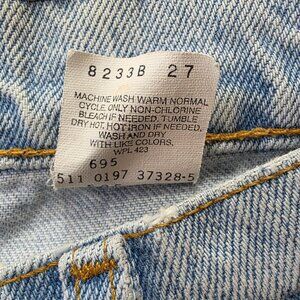 8233B 27
MACHINE WASH WARM NORMAL
CYCLE. ONLY NON-CHLORINE
BLEACH IF NEEDED. TUMBLE
DRY HOT. HOT IRON IF NEEDED.
WASH AND DRY
WITH LIKE COLORS.
WPL 423
695
511 0197 37328-5